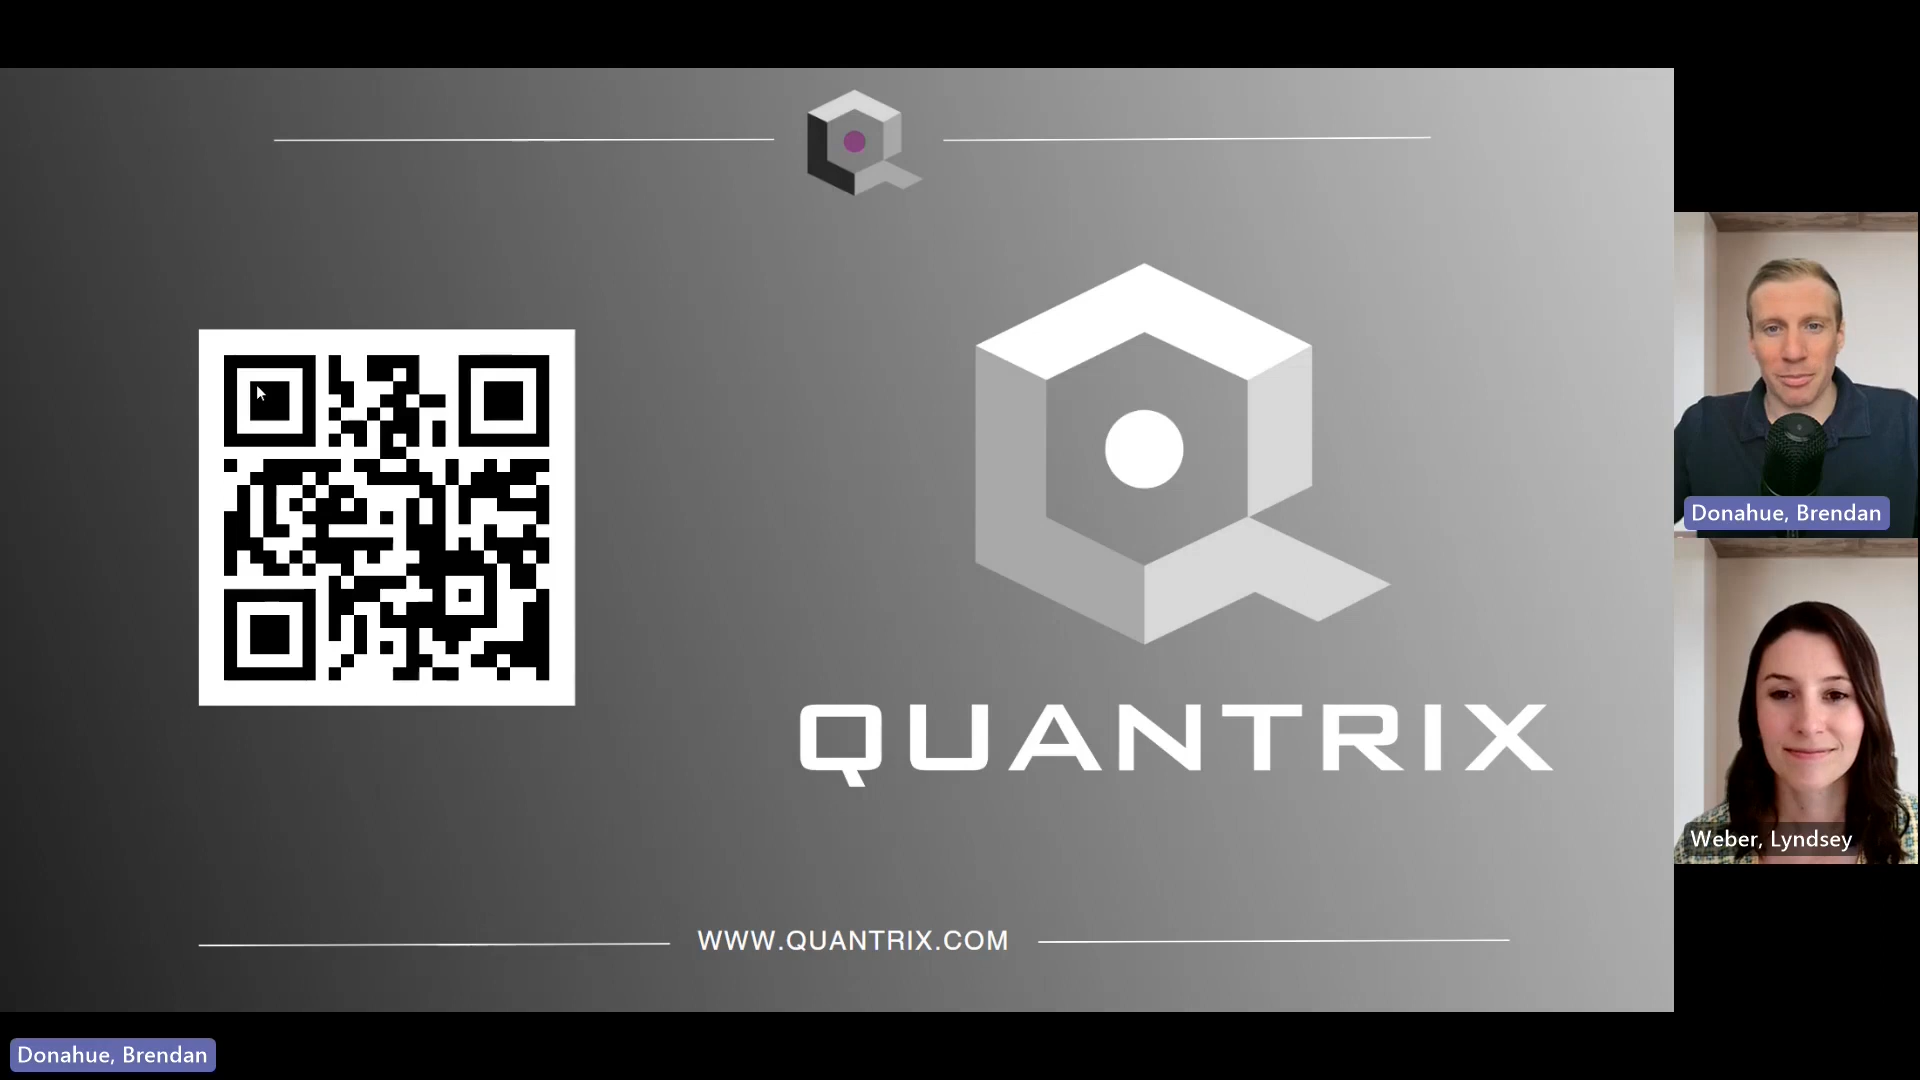 QUANTRIX
WWW.QUANTRIX.COM
Donahue, Brendan
Weber, Lyndsey
Donahue, Brendan